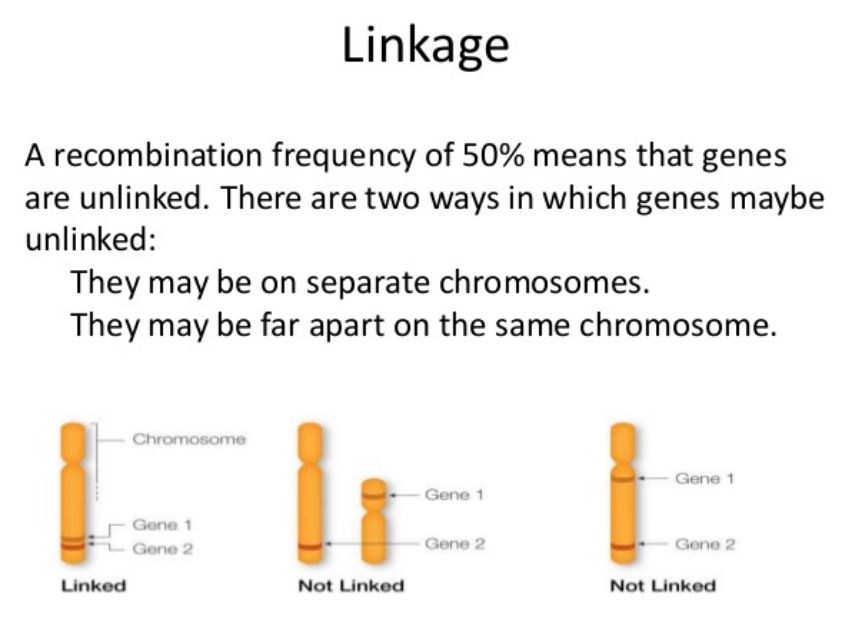 Linkage
A recombination frequency of 50% means that genes
are unlinked. There are two ways in which genes maybe
unlinked:
They may be on separate chromosomes.
They may be far apart on the same chromosome.
Chromosome
Gene 1
Gene 2
Linked
Gene 1
Gene 2
Not Linked
Gene 1
Gene 2
Not Linked